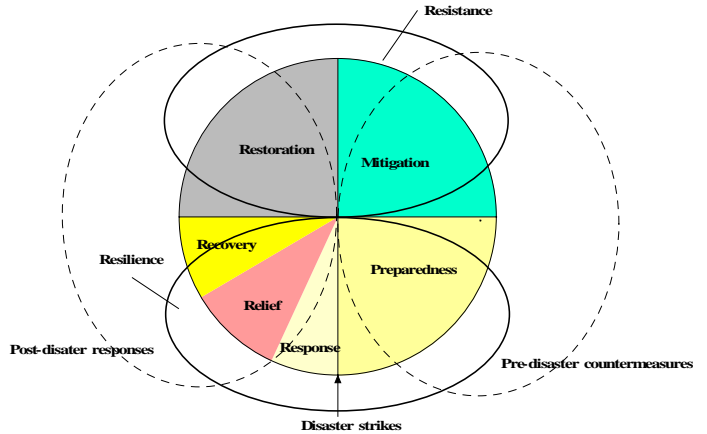 Resistance
Restoration
Mitigation
Recovery
Resilience
Preparedness
Relief
Response
Post-disater responses
Pre-disaster countermeasures
Disaster strikes